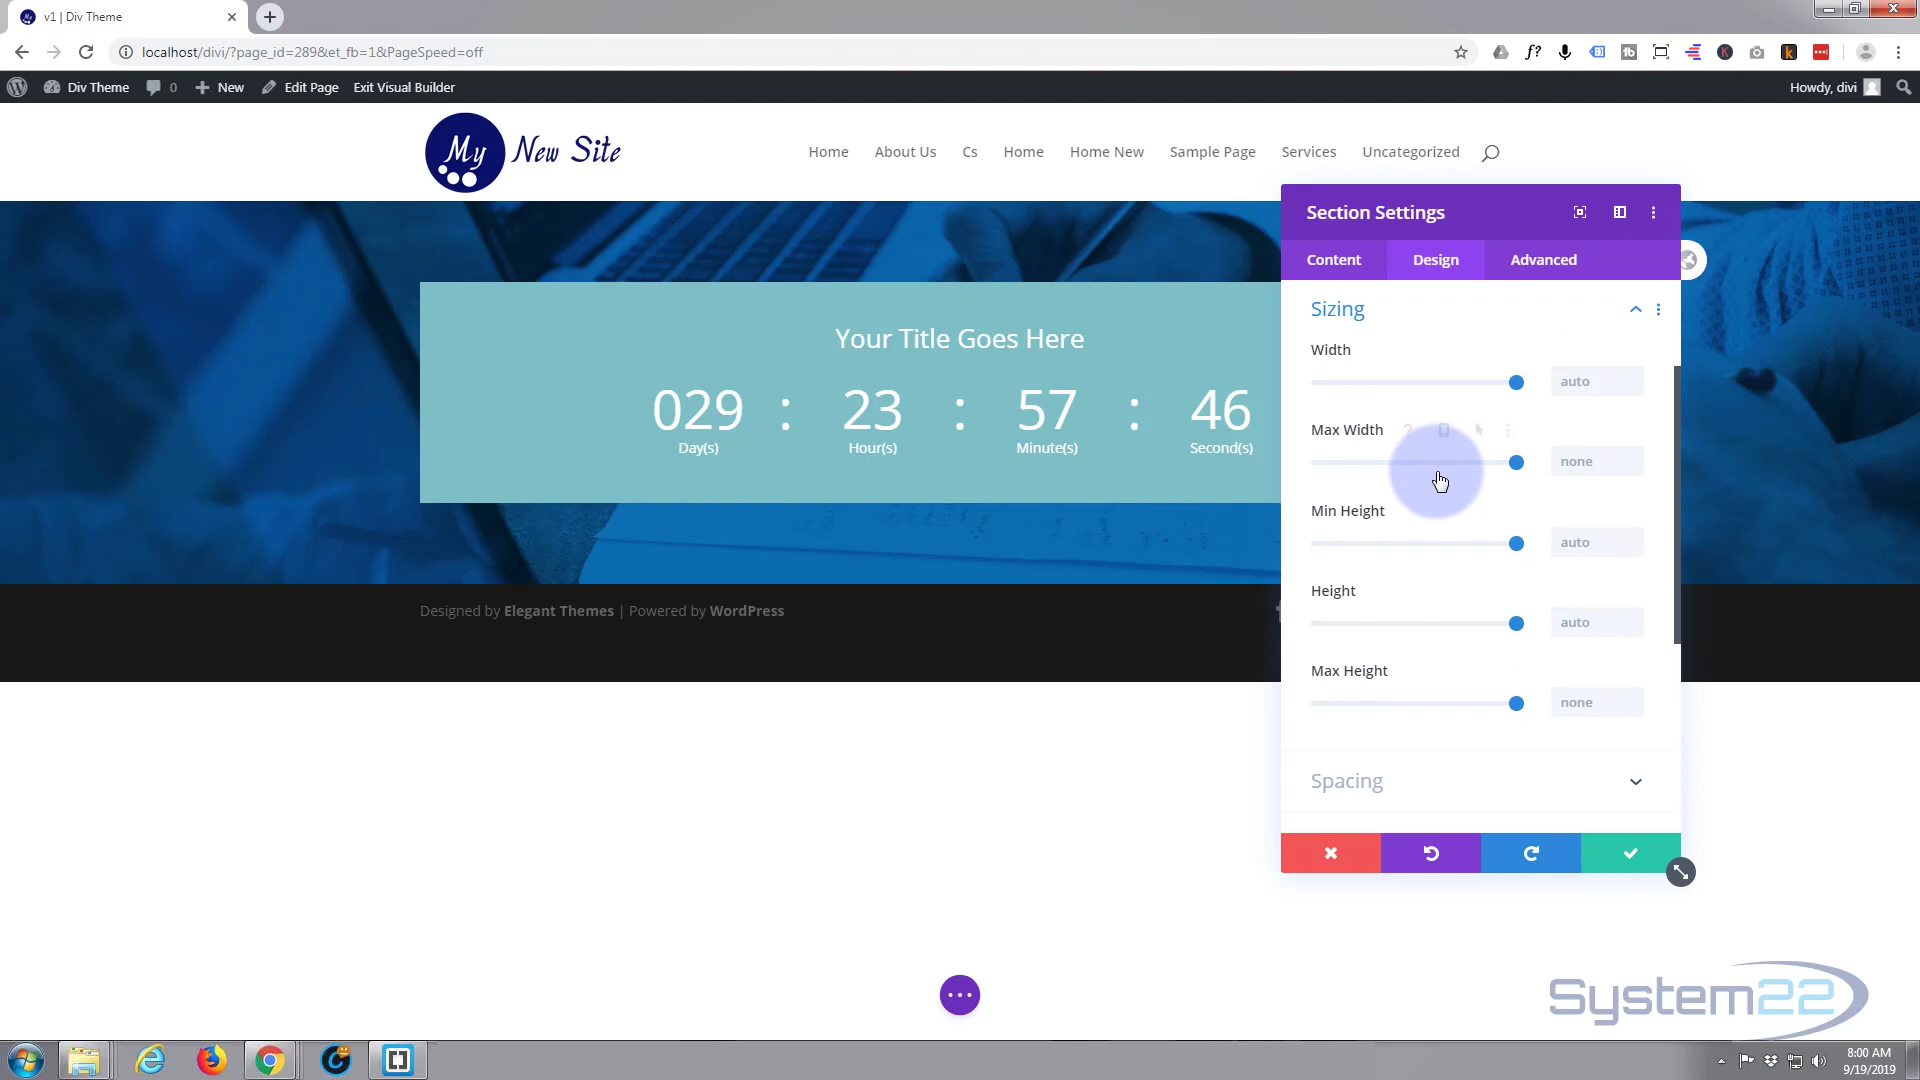 v1 | Div Theme
localhost/divi/?page_id=289&et_fb=1&PageSpeed=off
Div Theme 0 New Edit Page Exit Visual Builder Howdy, divi
My New Site
Home About Us Cs Home Home New Sample Page Services Uncategorized
Section Settings
Content Design Advanced
Sizing
Width
auto
Max Width
none
Min Height
auto
Height
auto
Max Height
none
Spacing
Your Title Goes Here
029 : 23 : 57 : 46
Day(s) Hour(s) Minute(s) Second(s)
Designed by Elegant Themes | Powered by WordPress
System22
8:00 AM
9/19/2019